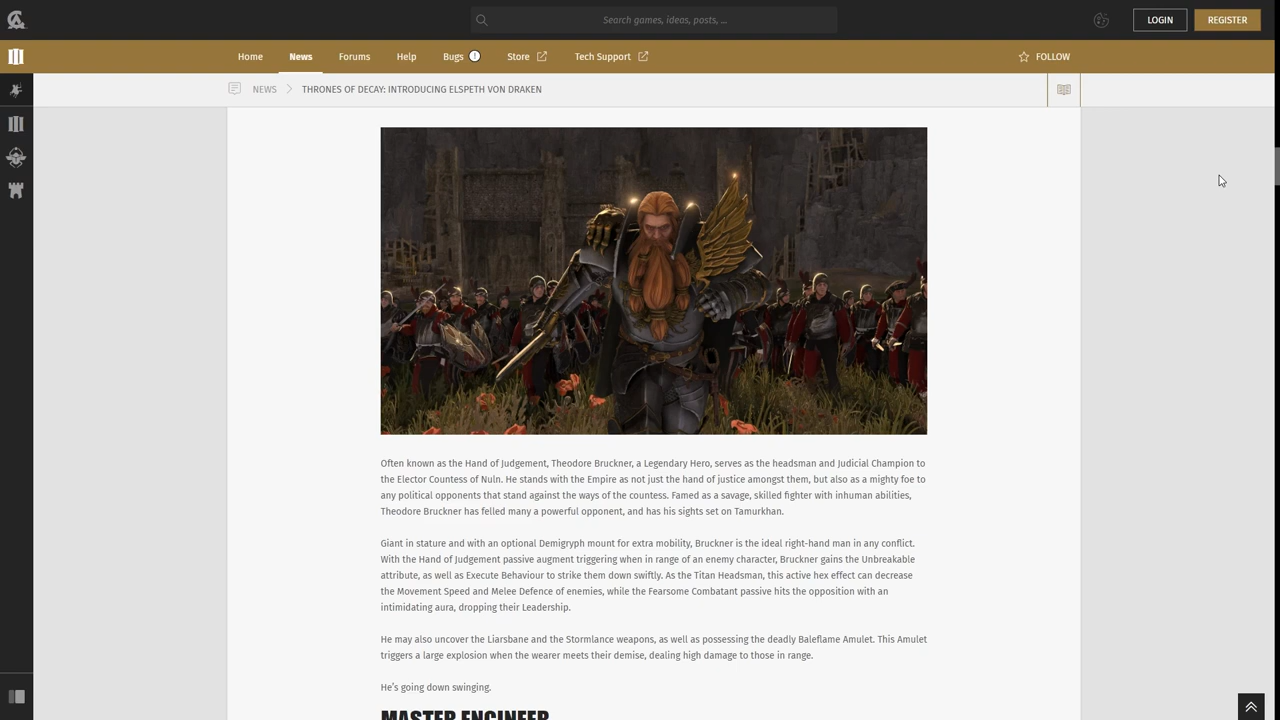 Search games, ideas, posts, ...
LOGIN
REGISTER
Home
News
Forums
Help
Bugs
!
Store
Tech Support
FOLLOW
NEWS
THRONES OF DECAY: INTRODUCING ELSPETH VON DRAKEN
Often known as the Hand of Judgement, Theodore Bruckner, a Legendary Hero, serves as the headsman and Judicial Champion to
the Elector Countess of Nuln. He stands with the Empire as not just the hand of justice amongst them, but also as a mighty foe to
any political opponents that stand against the ways of the countess. Famed as a savage, skilled fighter with inhuman abilities,
Theodore Bruckner has felled many a powerful opponent, and has his sights set on Tamurkhan.
Giant in stature and with an optional Demigryph mount for extra mobility, Bruckner is the ideal right-hand man in any conflict.
With the Hand of Judgement passive augment triggering when in range of an enemy character, Bruckner gains the Unbreakable
attribute, as well as Execute Behaviour to strike them down swiftly. As the Titan Headsman, this active hex effect can decrease
the Movement Speed and Melee Defence of enemies, while the Fearsome Combatant passive hits the opposition with an
intimidating aura, dropping their Leadership.
He may also uncover the Liarsbane and the Stormlance weapons, as well as possessing the deadly Baleflame Amulet. This Amulet
triggers a large explosion when the wearer meets their demise, dealing high damage to those in range.
He's going down swinging.
MASTER ENGINEER